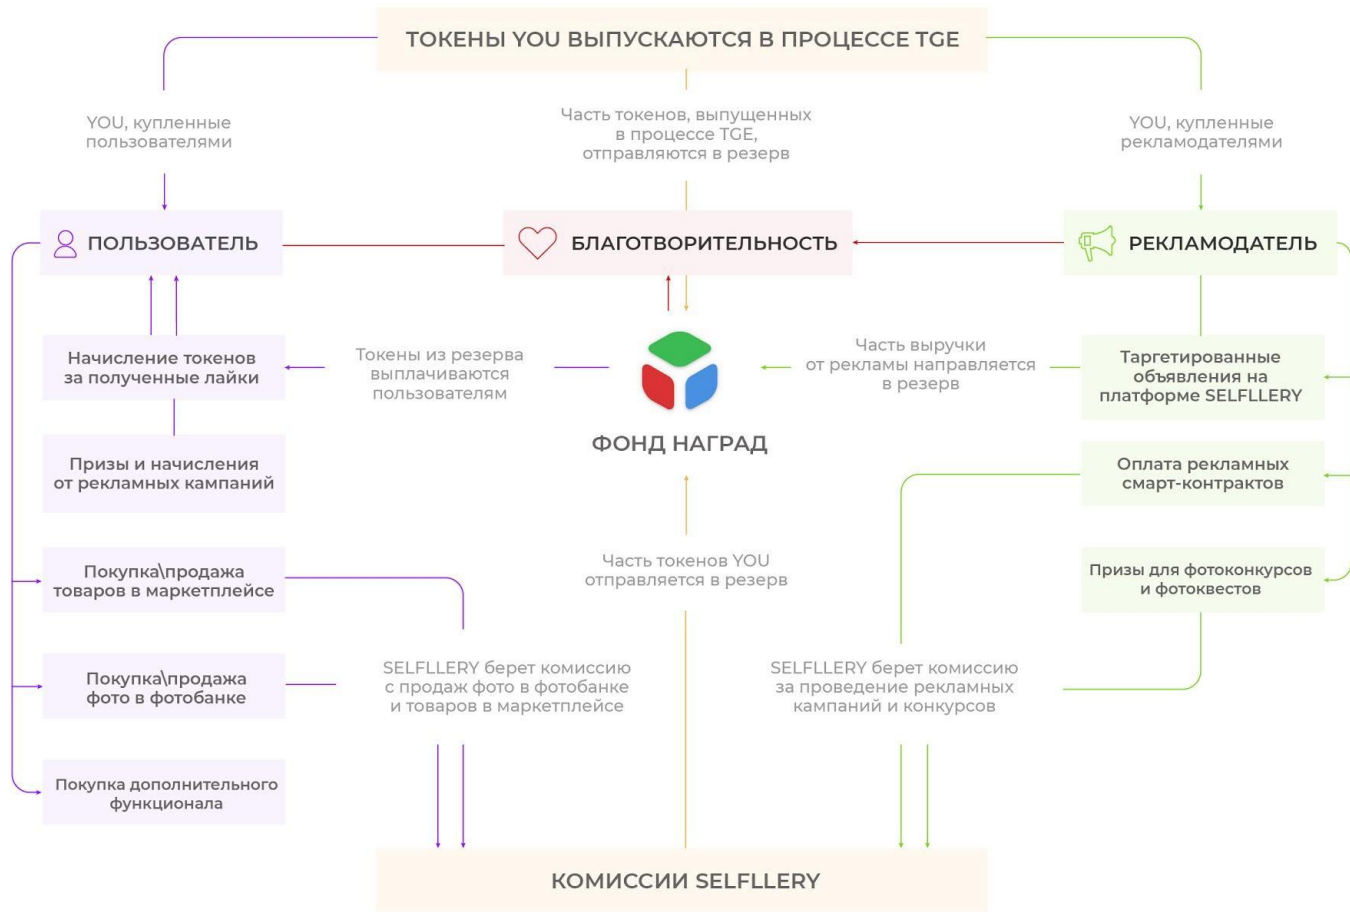 ТОКЕНЫ YOU ВЫПУСКАЮТСЯ В ПРОЦЕССЕ TGE
YOU, купленные
пользователями
Часть токенов, выпущенных
в процессе TGE,
отправляются в резерв
YOU, купленные
рекламодателями
ПОЛЬЗОВАТЕЛЬ
БЛАГОТВОРИТЕЛЬНОСТЬ
РЕКЛАМОДАТЕЛЬ
Начисление токенов
за полученные лайки
Токены из резерва
выплачиваются
пользователям
Часть выручки
от рекламы направляется
в резерв
Таргетированные
объявления на
платформе SELFLLERY
ФОНД НАГРАД
Призы и начисления
от рекламных кампаний
Оплата рекламных
смарт-контрактов
Покупка\продажа
товаров в маркетплейсе
Часть токенов YOU
отправляется в резерв
Призы для фотоконкурсов
и фотоквестов
Покупка\продажа
фото в фотобанке
SELFLLERY берет комиссию
с продаж фото в фотобанке
и товаров в маркетплейсе
SELFLLERY берет комиссию
за проведение рекламных
кампаний и конкурсов
Покупка дополнительного
функционала
КОМИССИИ SELFLLERY